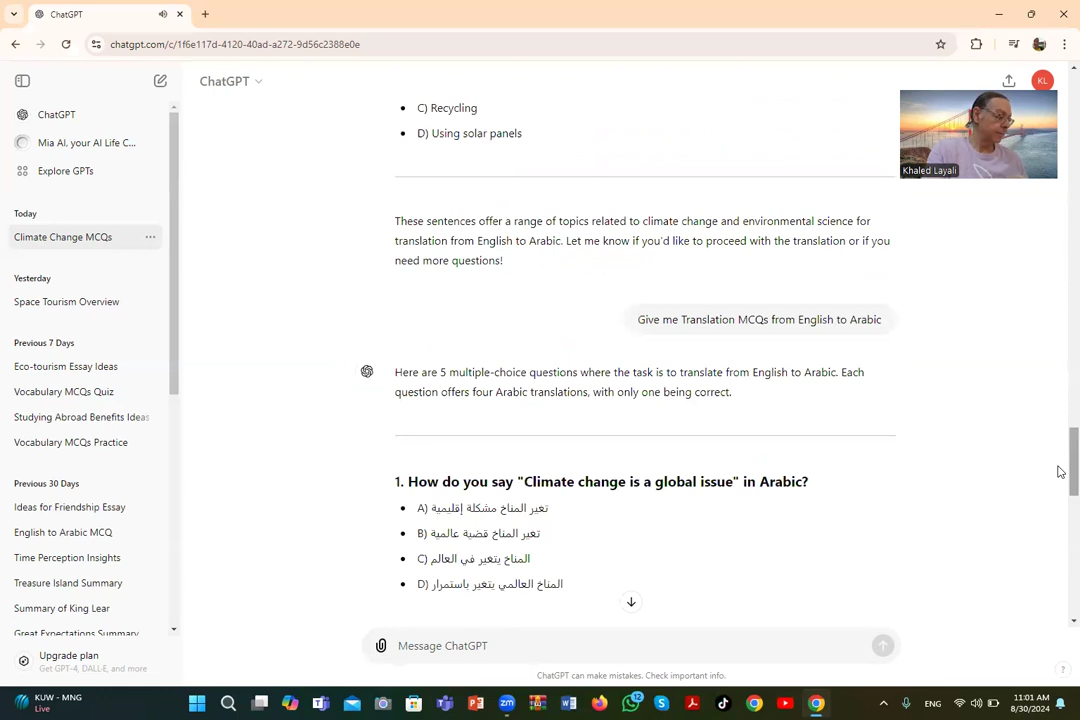 ChatGPT
chatgpt.com/c/1f6e117d-4120-40ad-a272-9d56c2388e0e
ChatGPT
KL
ChatGPT
Mia AI, your AI Life C...
Explore GPTs
Today
Climate Change MCQs
Yesterday
Space Tourism Overview
Previous 7 Days
Eco-tourism Essay Ideas
Vocabulary MCQs Quiz
Studying Abroad Benefits Ideas
Vocabulary MCQs Practice
Previous 30 Days
Ideas for Friendship Essay
English to Arabic MCQ
Time Perception Insights
Treasure Island Summary
Summary of King Lear
Great Expectations Summary
Upgrade plan
Get GPT-4, DALL-E, and more
C) Recycling
D) Using solar panels
Khaled Layali
These sentences offer a range of topics related to climate change and environmental science for
translation from English to Arabic. Let me know if you'd like to proceed with the translation or if you
need more questions!
Give me Translation MCQs from English to Arabic
Here are 5 multiple-choice questions where the task is to translate from English to Arabic. Each
question offers four Arabic translations, with only one being correct.
1. How do you say "Climate change is a global issue" in Arabic?
A) تغير المناخ مشكلة إقليمية
B) تغير المناخ قضية عالمية
C) المناخ يتغير في العالم
D) المناخ العالمي يتغير باستمرار
Message ChatGPT
ChatGPT can make mistakes. Check important info.
?
KUW - MNG
Live
12
ENG
11:01 AM
8/30/2024